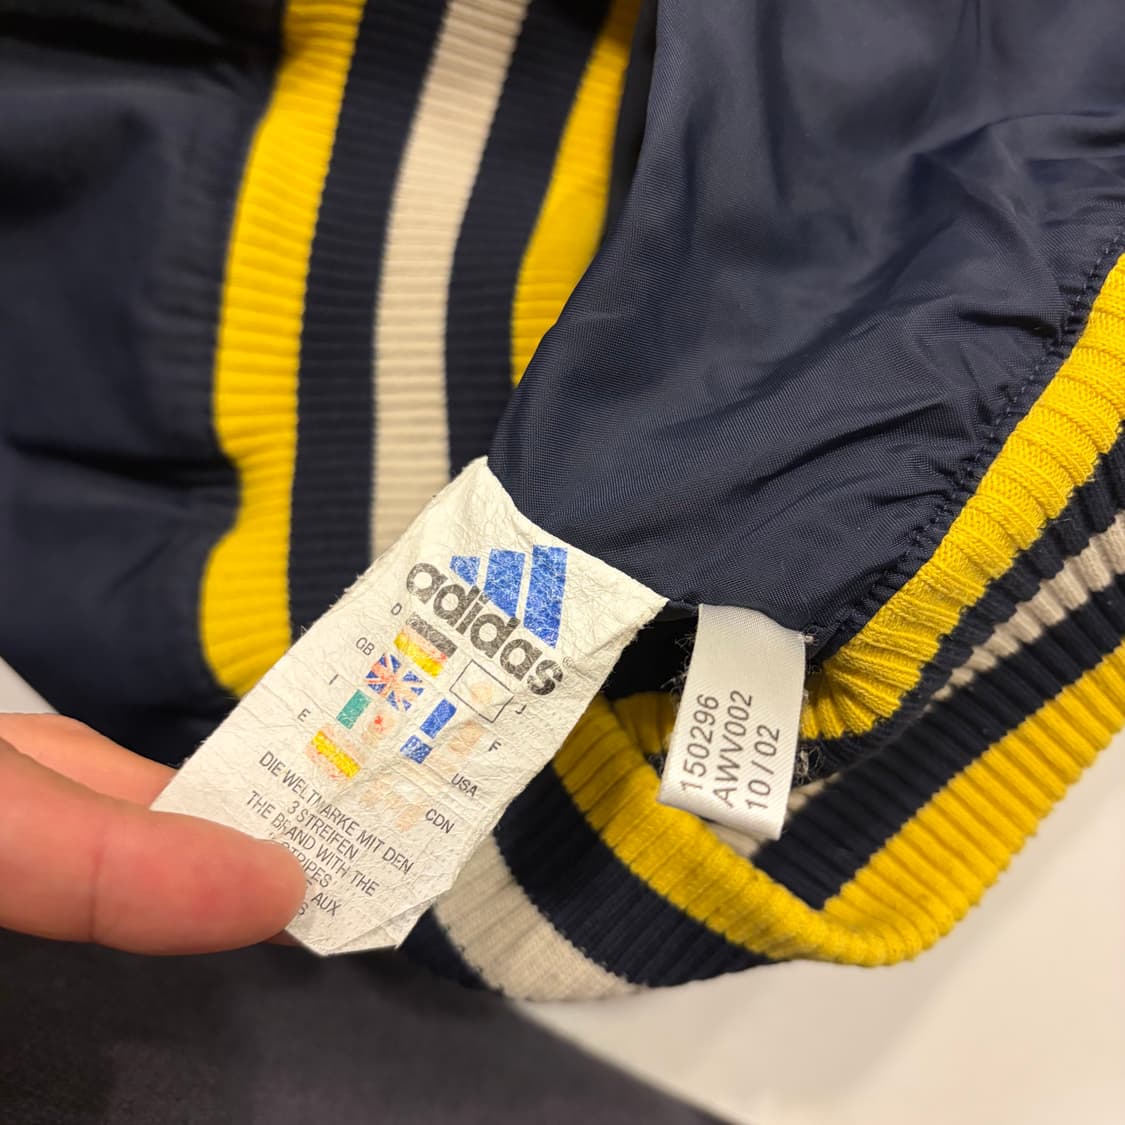 adidas®
D
GB
I
E
J
F
USA
CDN
DIE WELTMARKE MIT DEN
3 STREIFEN
THE BRAND WITH THE
STRIPES
AUX
150296
AWV002
10/02